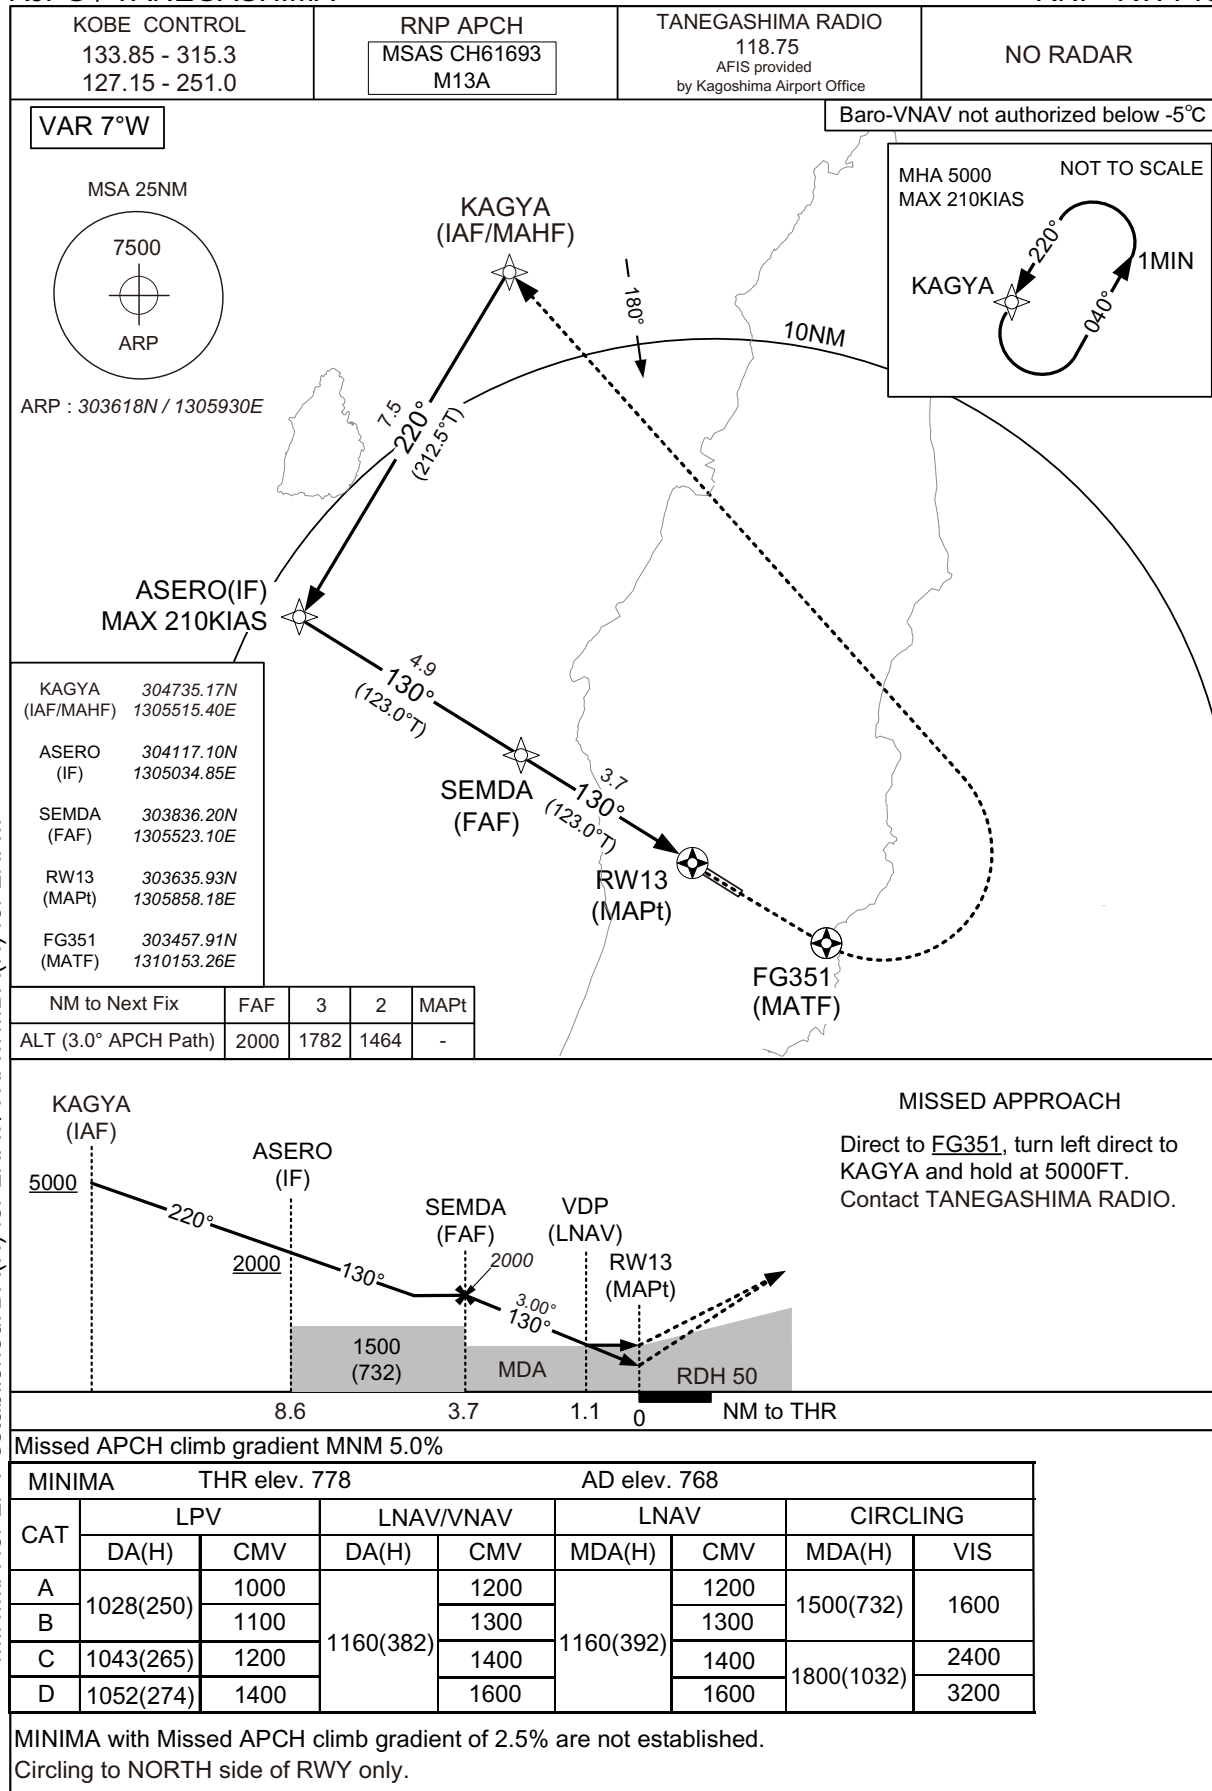 KOBE CONTROL
133.85 - 315.3
127.15 - 251.0
RNP APCH
MSAS CH61693
M13A
TANEGASHIMA RADIO
118.75
AFIS provided
by Kagoshima Airport Office
NO RADAR
VAR 7°W
Baro-VNAV not authorized below -5℃
MSA 25NM
7500
ARP
ARP : 303618N / 1305930E
KAGYA
(IAF/MAHF)
180°
10NM
MHA 5000
MAX 210KIAS
NOT TO SCALE
220°
KAGYA
1MIN
040°
7.5
220°
(212.5°T)
ASERO(IF)
MAX 210KIAS
4.9
130°
(123.0°T)
SEMDA
(FAF)
3.7
130°
(123.0°T)
RW13
(MAPt)
FG351
(MATF)
KAGYA 304735.17N
(IAF/MAHF) 1305515.40E
ASERO 304117.10N
(IF) 1305034.85E
SEMDA 303836.20N
(FAF) 1305523.10E
RW13 303635.93N
(MAPt) 1305858.18E
FG351 303457.91N
(MATF) 1310153.26E
NM to Next Fix FAF 3 2 MAPt
ALT (3.0° APCH Path) 2000 1782 1464 -
KAGYA
(IAF)
5000
220°
ASERO
(IF)
2000
130°
SEMDA
(FAF)
2000
3.00°
130°
VDP
(LNAV)
RW13
(MAPt)
1500
(732)
MDA
RDH 50
8.6 3.7 1.1 0 NM to THR
MISSED APPROACH
Direct to FG351, turn left direct to
KAGYA and hold at 5000FT.
Contact TANEGASHIMA RADIO.
Missed APCH climb gradient MNM 5.0%
MINIMA THR elev. 778 AD elev. 768
CAT LPV LNAV/VNAV LNAV CIRCLING
DA(H) CMV DA(H) CMV MDA(H) CMV MDA(H) VIS
A 1028(250) 1000 1160(382) 1200 1160(392) 1200 1500(732) 1600
B 1100 1300 1300
C 1043(265) 1200 1400 1400 1800(1032) 2400
D 1052(274) 1400 1600 1600 3200
MINIMA with Missed APCH climb gradient of 2.5% are not established.
Circling to NORTH side of RWY only.